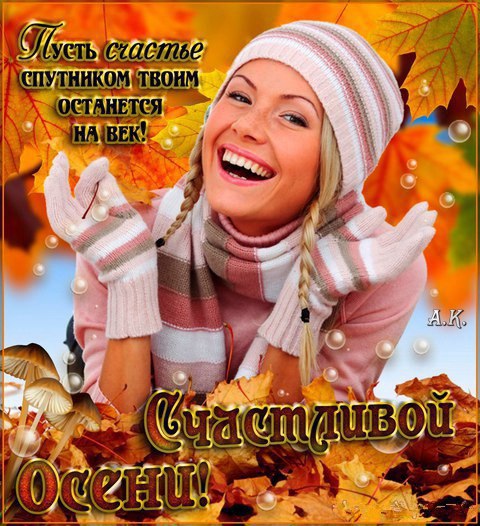 Пусть счастье
спутником твоим
останется
на век!
А.К.
Счастливой
Осени!